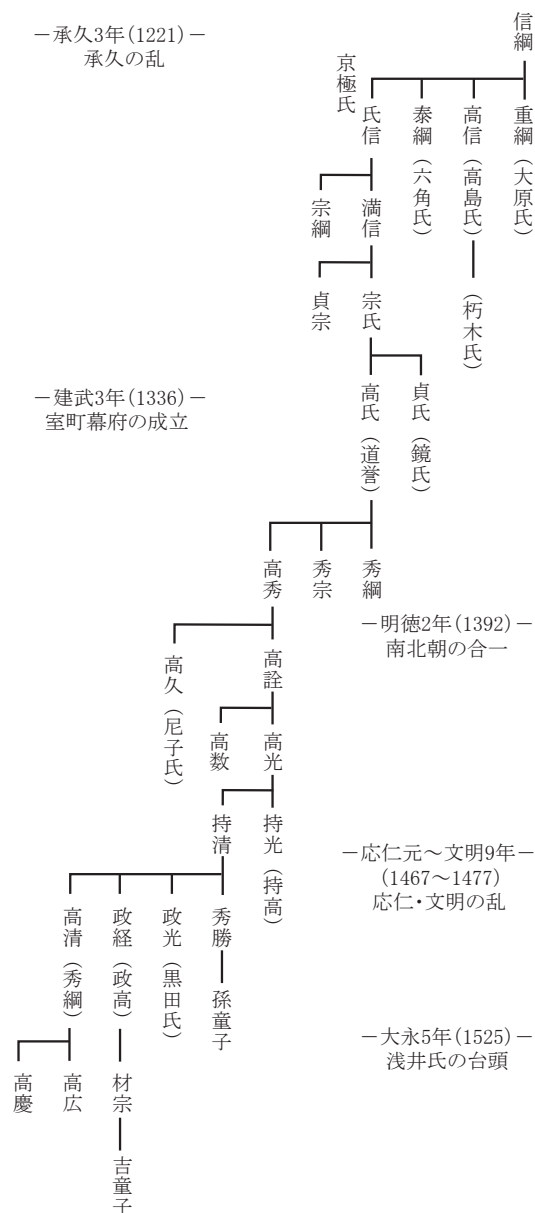 －承久3年(1221)－
承久の乱
信綱
京極氏
氏信
泰綱（六角氏）
高信（高島氏）
重綱（大原氏）
宗綱
満信
（朽木氏）
貞宗
宗氏
－建武3年(1336)－
室町幕府の成立
高氏（道誉）
貞氏（鏡氏）
高秀
秀宗
秀綱
－明徳2年(1392)－
南北朝の合一
高久（尼子氏）
高詮
高数
高光
持清
持光（持高）
－応仁元～文明9年－
(1467～1477)
応仁・文明の乱
高清（秀綱）
政経（政高）
政光（黒田氏）
秀勝
孫童子
－大永5年(1525)－
浅井氏の台頭
高慶
高広
材宗
吉童子